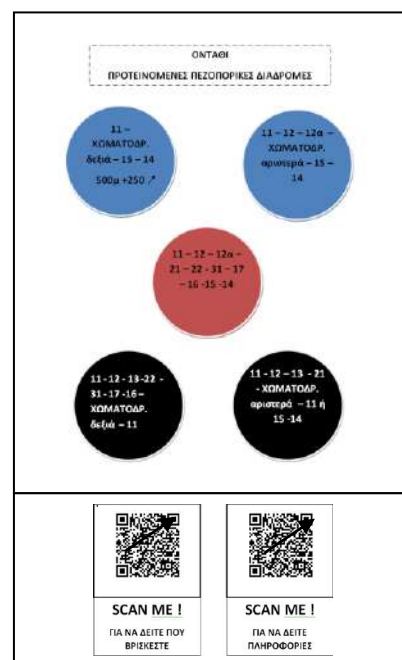 ΟΝΤΑΘΙ
ΠΡΟΤΕΙΝΟΜΕΝΕΣ ΠΕΖΟΠΟΡΙΚΕΣ ΔΙΑΔΡΟΜΕΣ
11 –
ΧΩΜΑΤΟΔΡ.
δεξιά – 15 – 14
500μ +250 ↗
11 – 12 – 12α –
ΧΩΜΑΤΟΔΡ.
αριστερά – 15 –
14
11 – 12 – 12α –
21 – 22 - 31 – 17
– 16 -15 -14
11 -12 - 13 -22 -
31 -17 -16 –
ΧΩΜΑΤΟΔΡ.
δεξιά – 11
11 - 12 – 13 - 21
- ΧΩΜΑΤΟΔΡ.
αριστερά – 11 ή
15 -14
SCAN ME !
ΓΙΑ ΝΑ ΔΕΙΤΕ ΠΟΥ
ΒΡΙΣΚΕΣΤΕ
SCAN ME !
ΓΙΑ ΝΑ ΔΕΙΤΕ
ΠΛΗΡΟΦΟΡΙΕΣ